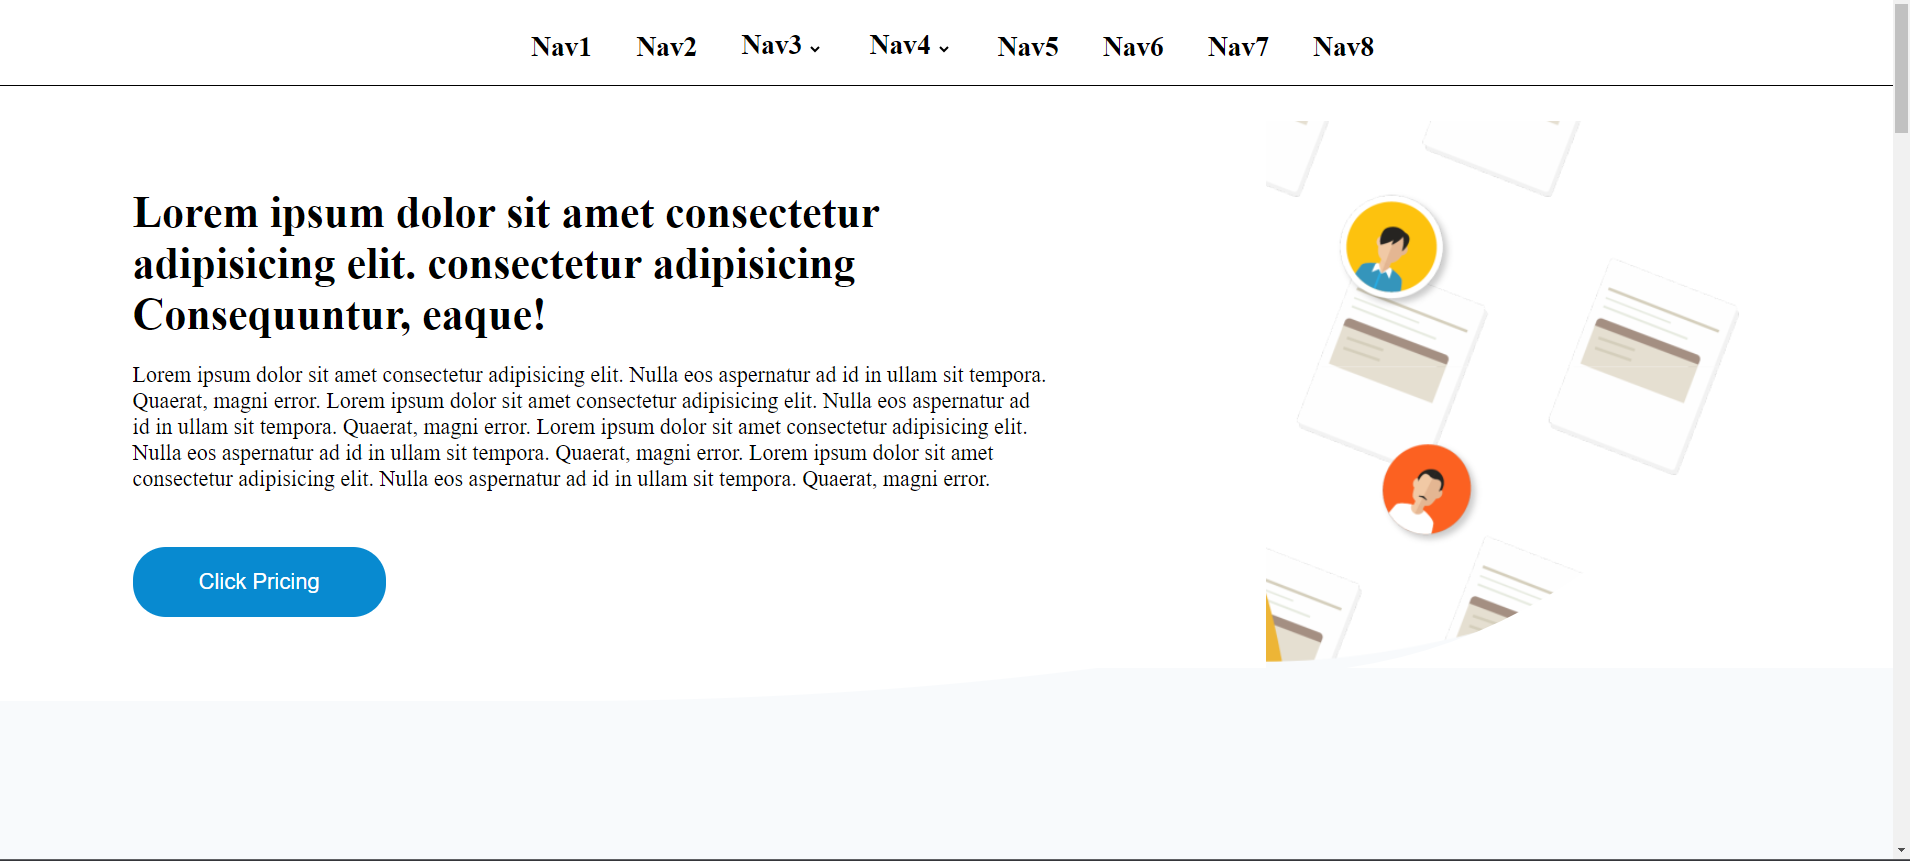 Nav1 Nav2 Nav3 Nav4 Nav5 Nav6 Nav7 Nav8
Lorem ipsum dolor sit amet consectetur
adipisicing elit. consectetur adipisicing
Consequuntur, eaque!
Lorem ipsum dolor sit amet consectetur adipisicing elit. Nulla eos aspernatur ad id in ullam sit tempora.
Quaerat, magni error. Lorem ipsum dolor sit amet consectetur adipisicing elit. Nulla eos aspernatur ad
id in ullam sit tempora. Quaerat, magni error. Lorem ipsum dolor sit amet consectetur adipisicing elit.
Nulla eos aspernatur ad id in ullam sit tempora. Quaerat, magni error. Lorem ipsum dolor sit amet
consectetur adipisicing elit. Nulla eos aspernatur ad id in ullam sit tempora. Quaerat, magni error.
Click Pricing